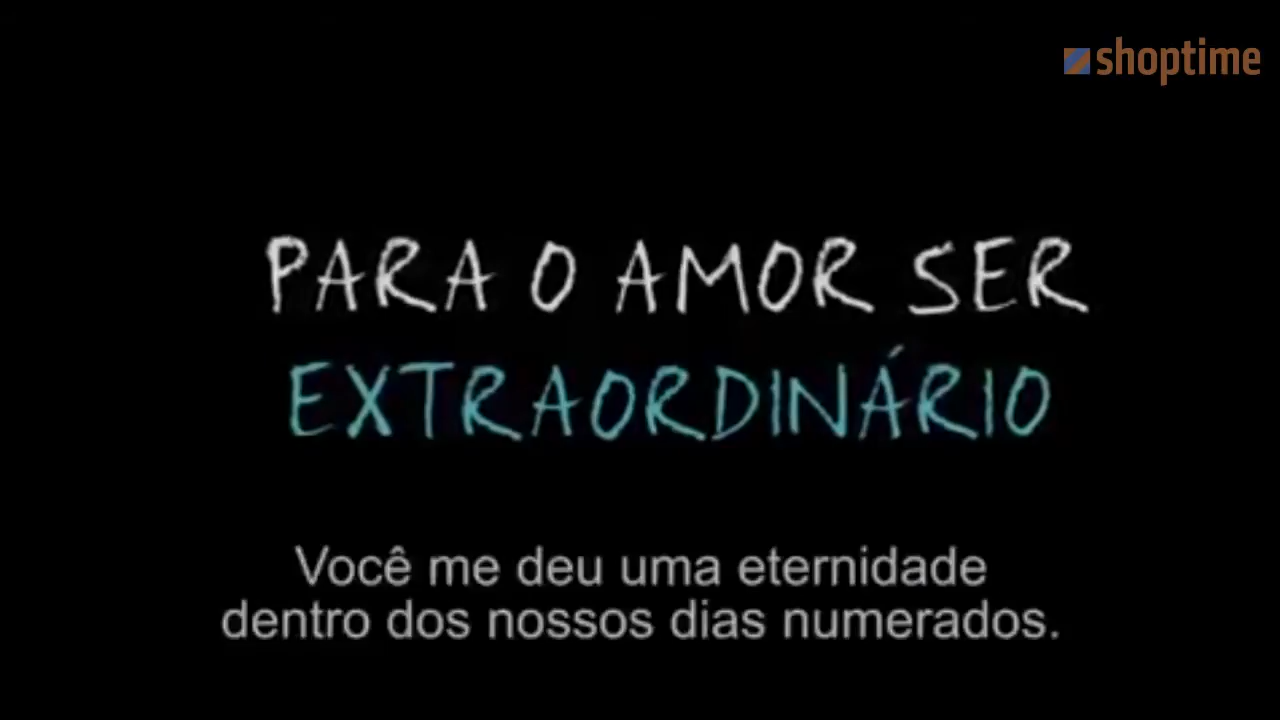 shoptime
PARA O AMOR SER
EXTRAORDINÁRIO
Você me deu uma eternidade
dentro dos nossos dias numerados.